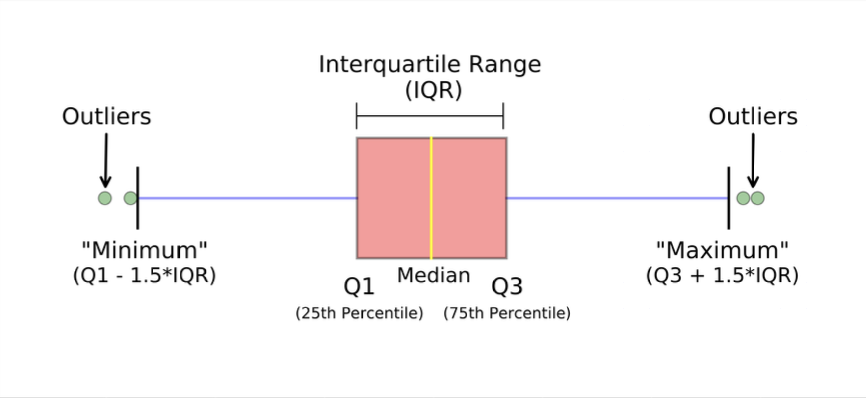 Interquartile Range
(IQR)
Outliers
Outliers
"Minimum"
(Q1 - 1.5*IQR)
"Maximum"
(Q3 + 1.5*IQR)
Median
Q1
Q3
(25th Percentile)
(75th Percentile)